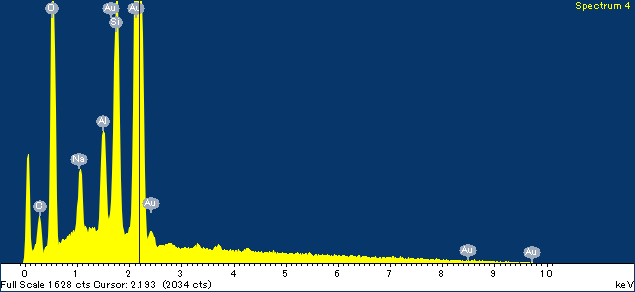 Spectrum 4
O Au Au
Si
Al
Na
Au
Au Au
0 1 2 3 4 5 6 7 8 9 10
Full Scale 1628 cts Cursor: 2.193 (2034 cts) keV